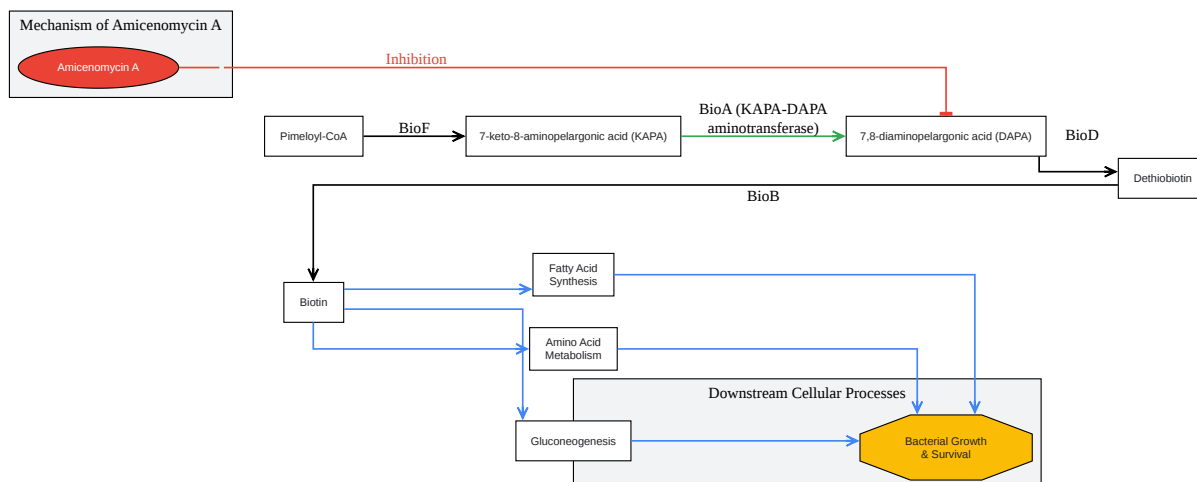 Mechanism of Amicenomycin A
Amicenomycin A
Inhibition
Pimeloyl-CoA
BioF
7-keto-8-aminopelargonic acid (KAPA)
BioA (KAPA-DAPA
aminotransferase)
7,8-diaminopelargonic acid (DAPA)
BioD
Dethiobiotin
BioB
Biotin
Fatty Acid
Synthesis
Amino Acid
Metabolism
Downstream Cellular Processes
Gluconeogenesis
Bacterial Growth
& Survival